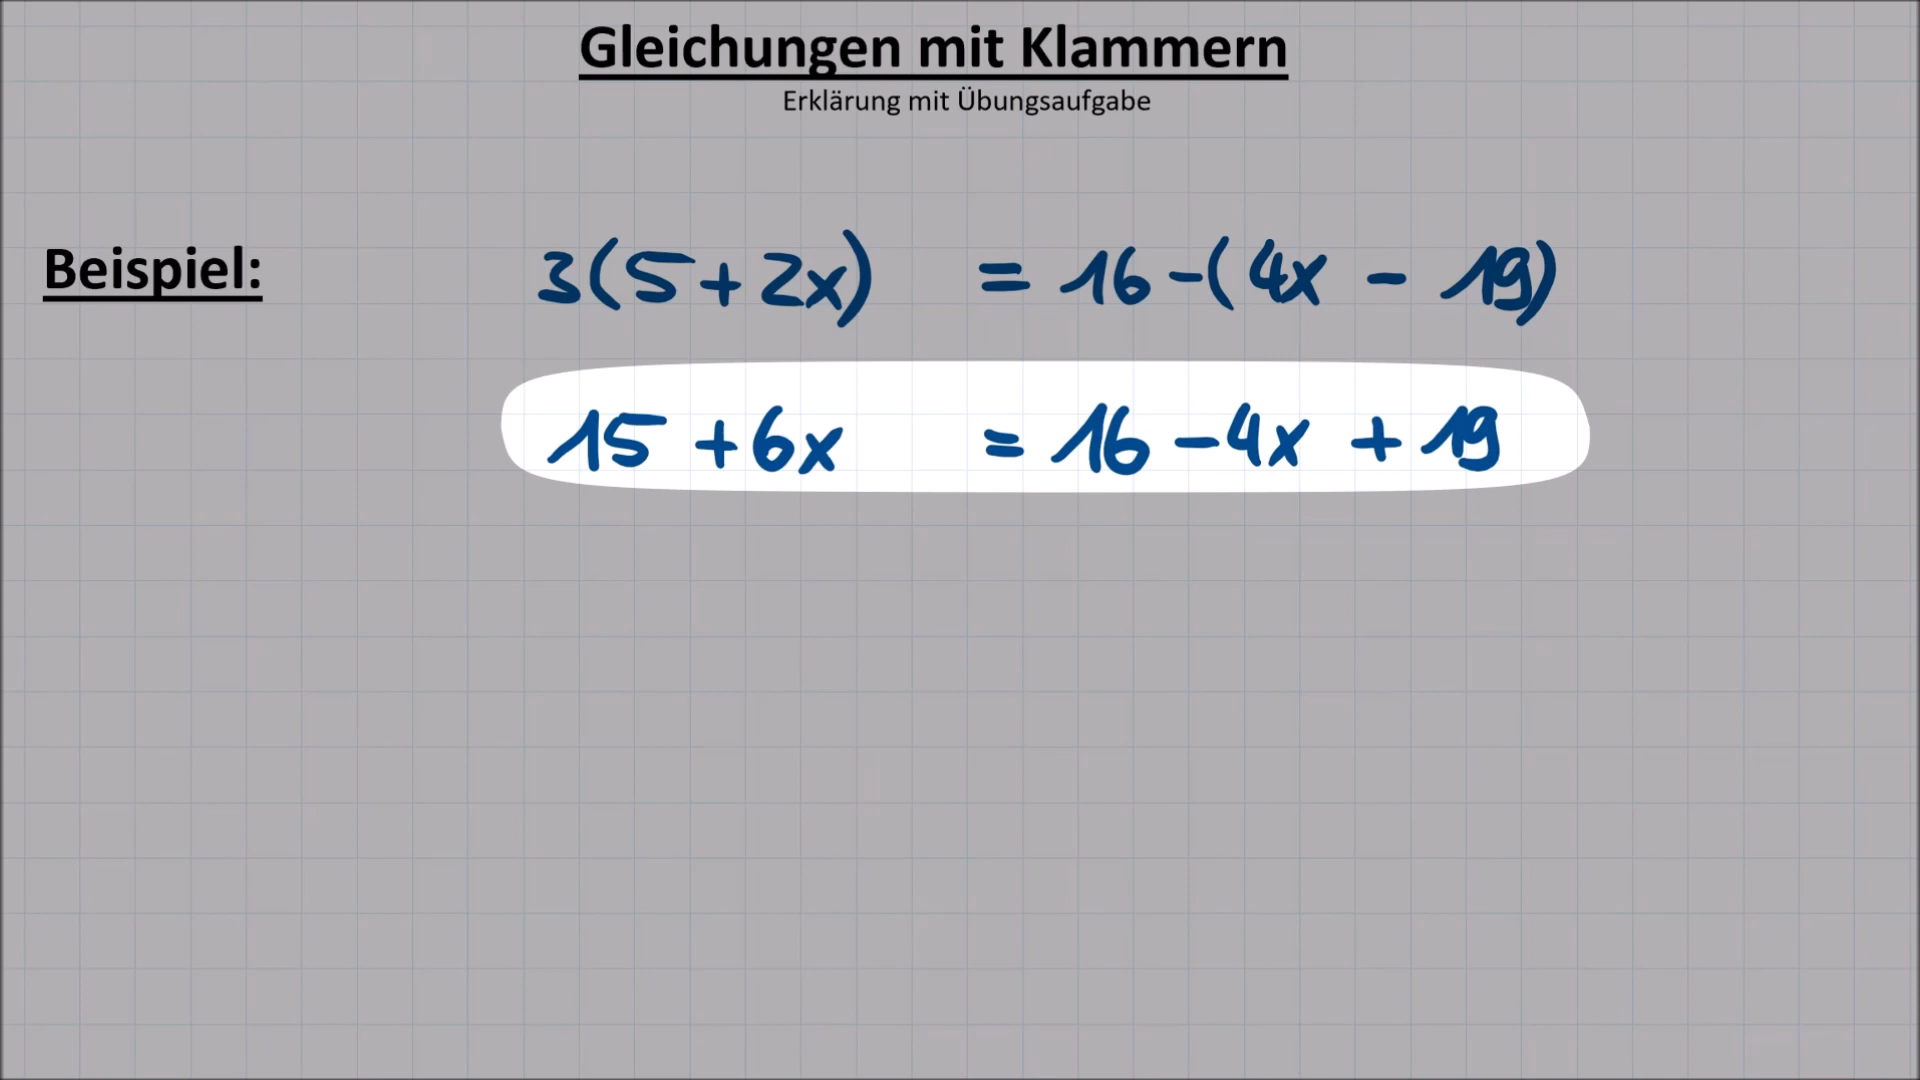 Gleichungen mit Klammern
Erklärung mit Übungsaufgabe
Beispiel: 3(5+2x) = 16-(4x - 19)
15 +6x = 16 -4x + 19